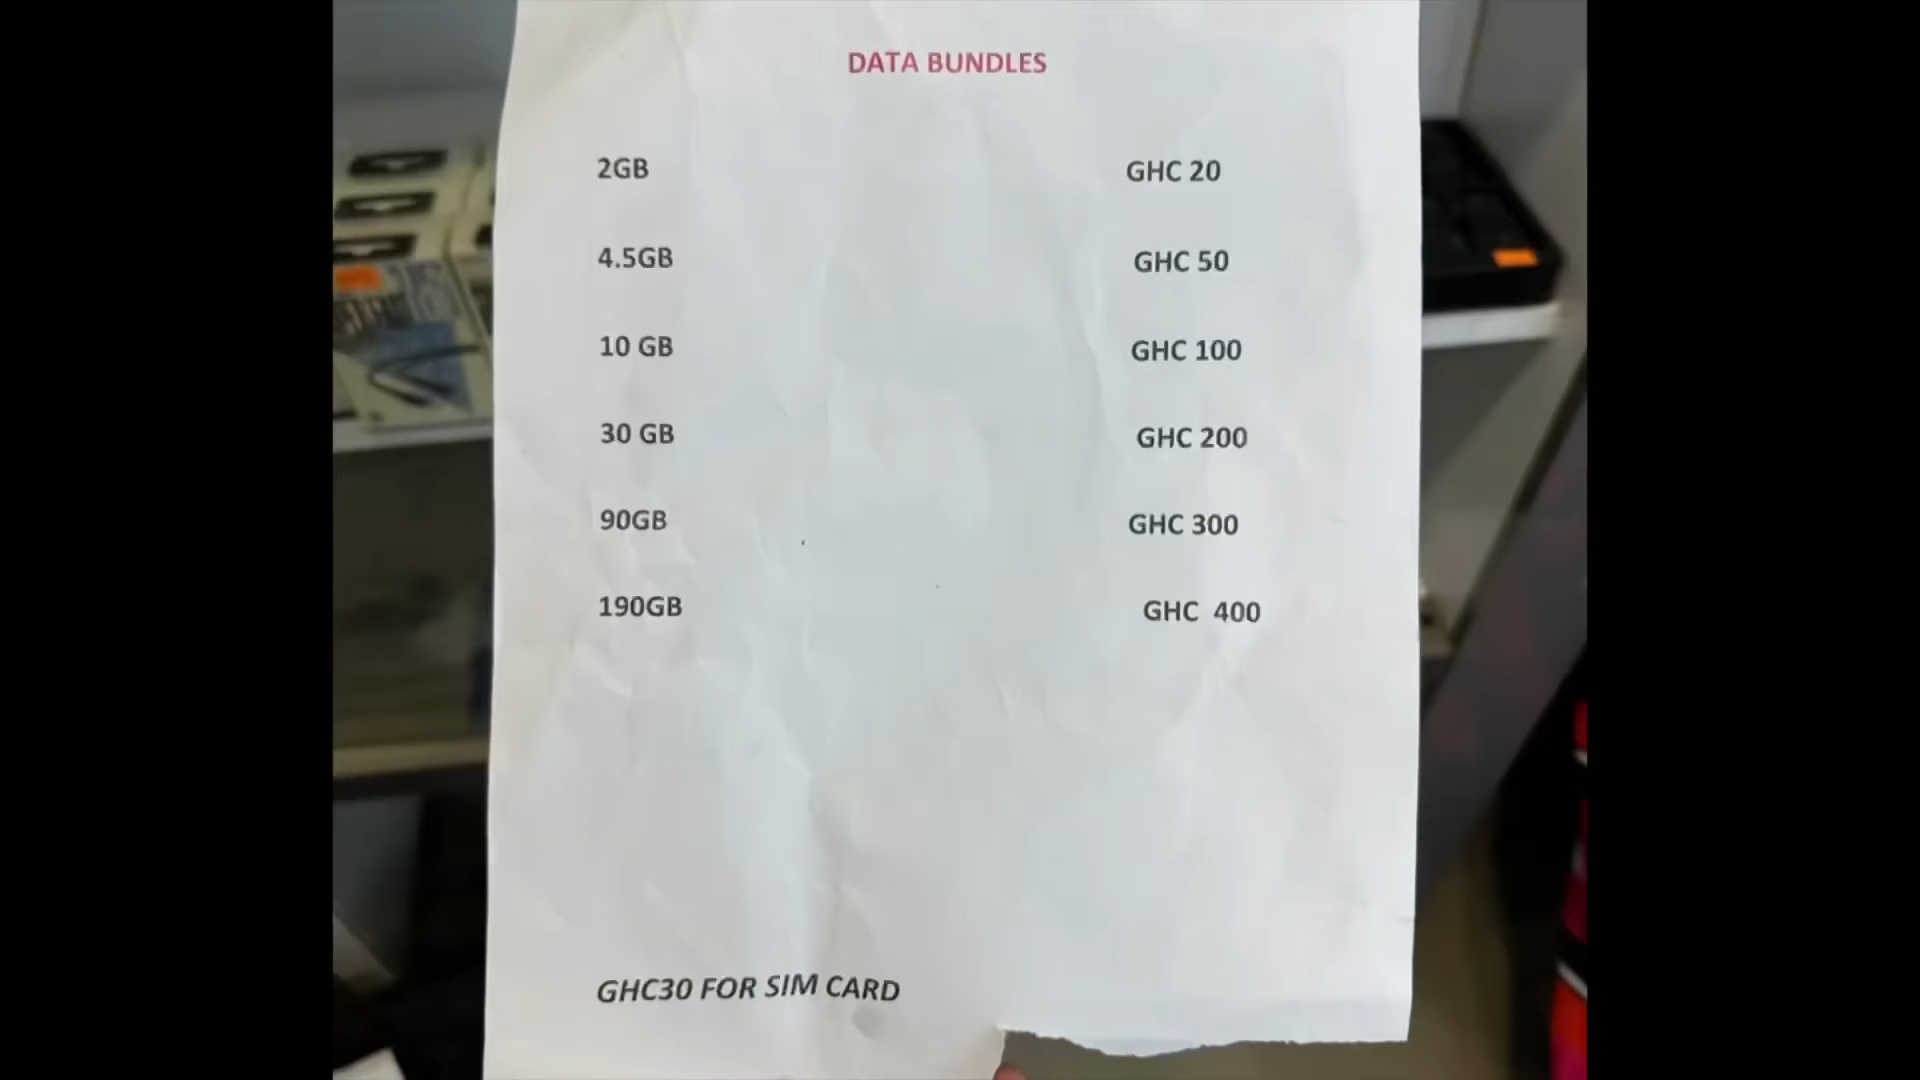 DATA BUNDLES
2GB GHC 20
4.5GB GHC 50
10 GB GHC 100
30 GB GHC 200
90GB GHC 300
190GB GHC 400
GHC30 FOR SIM CARD